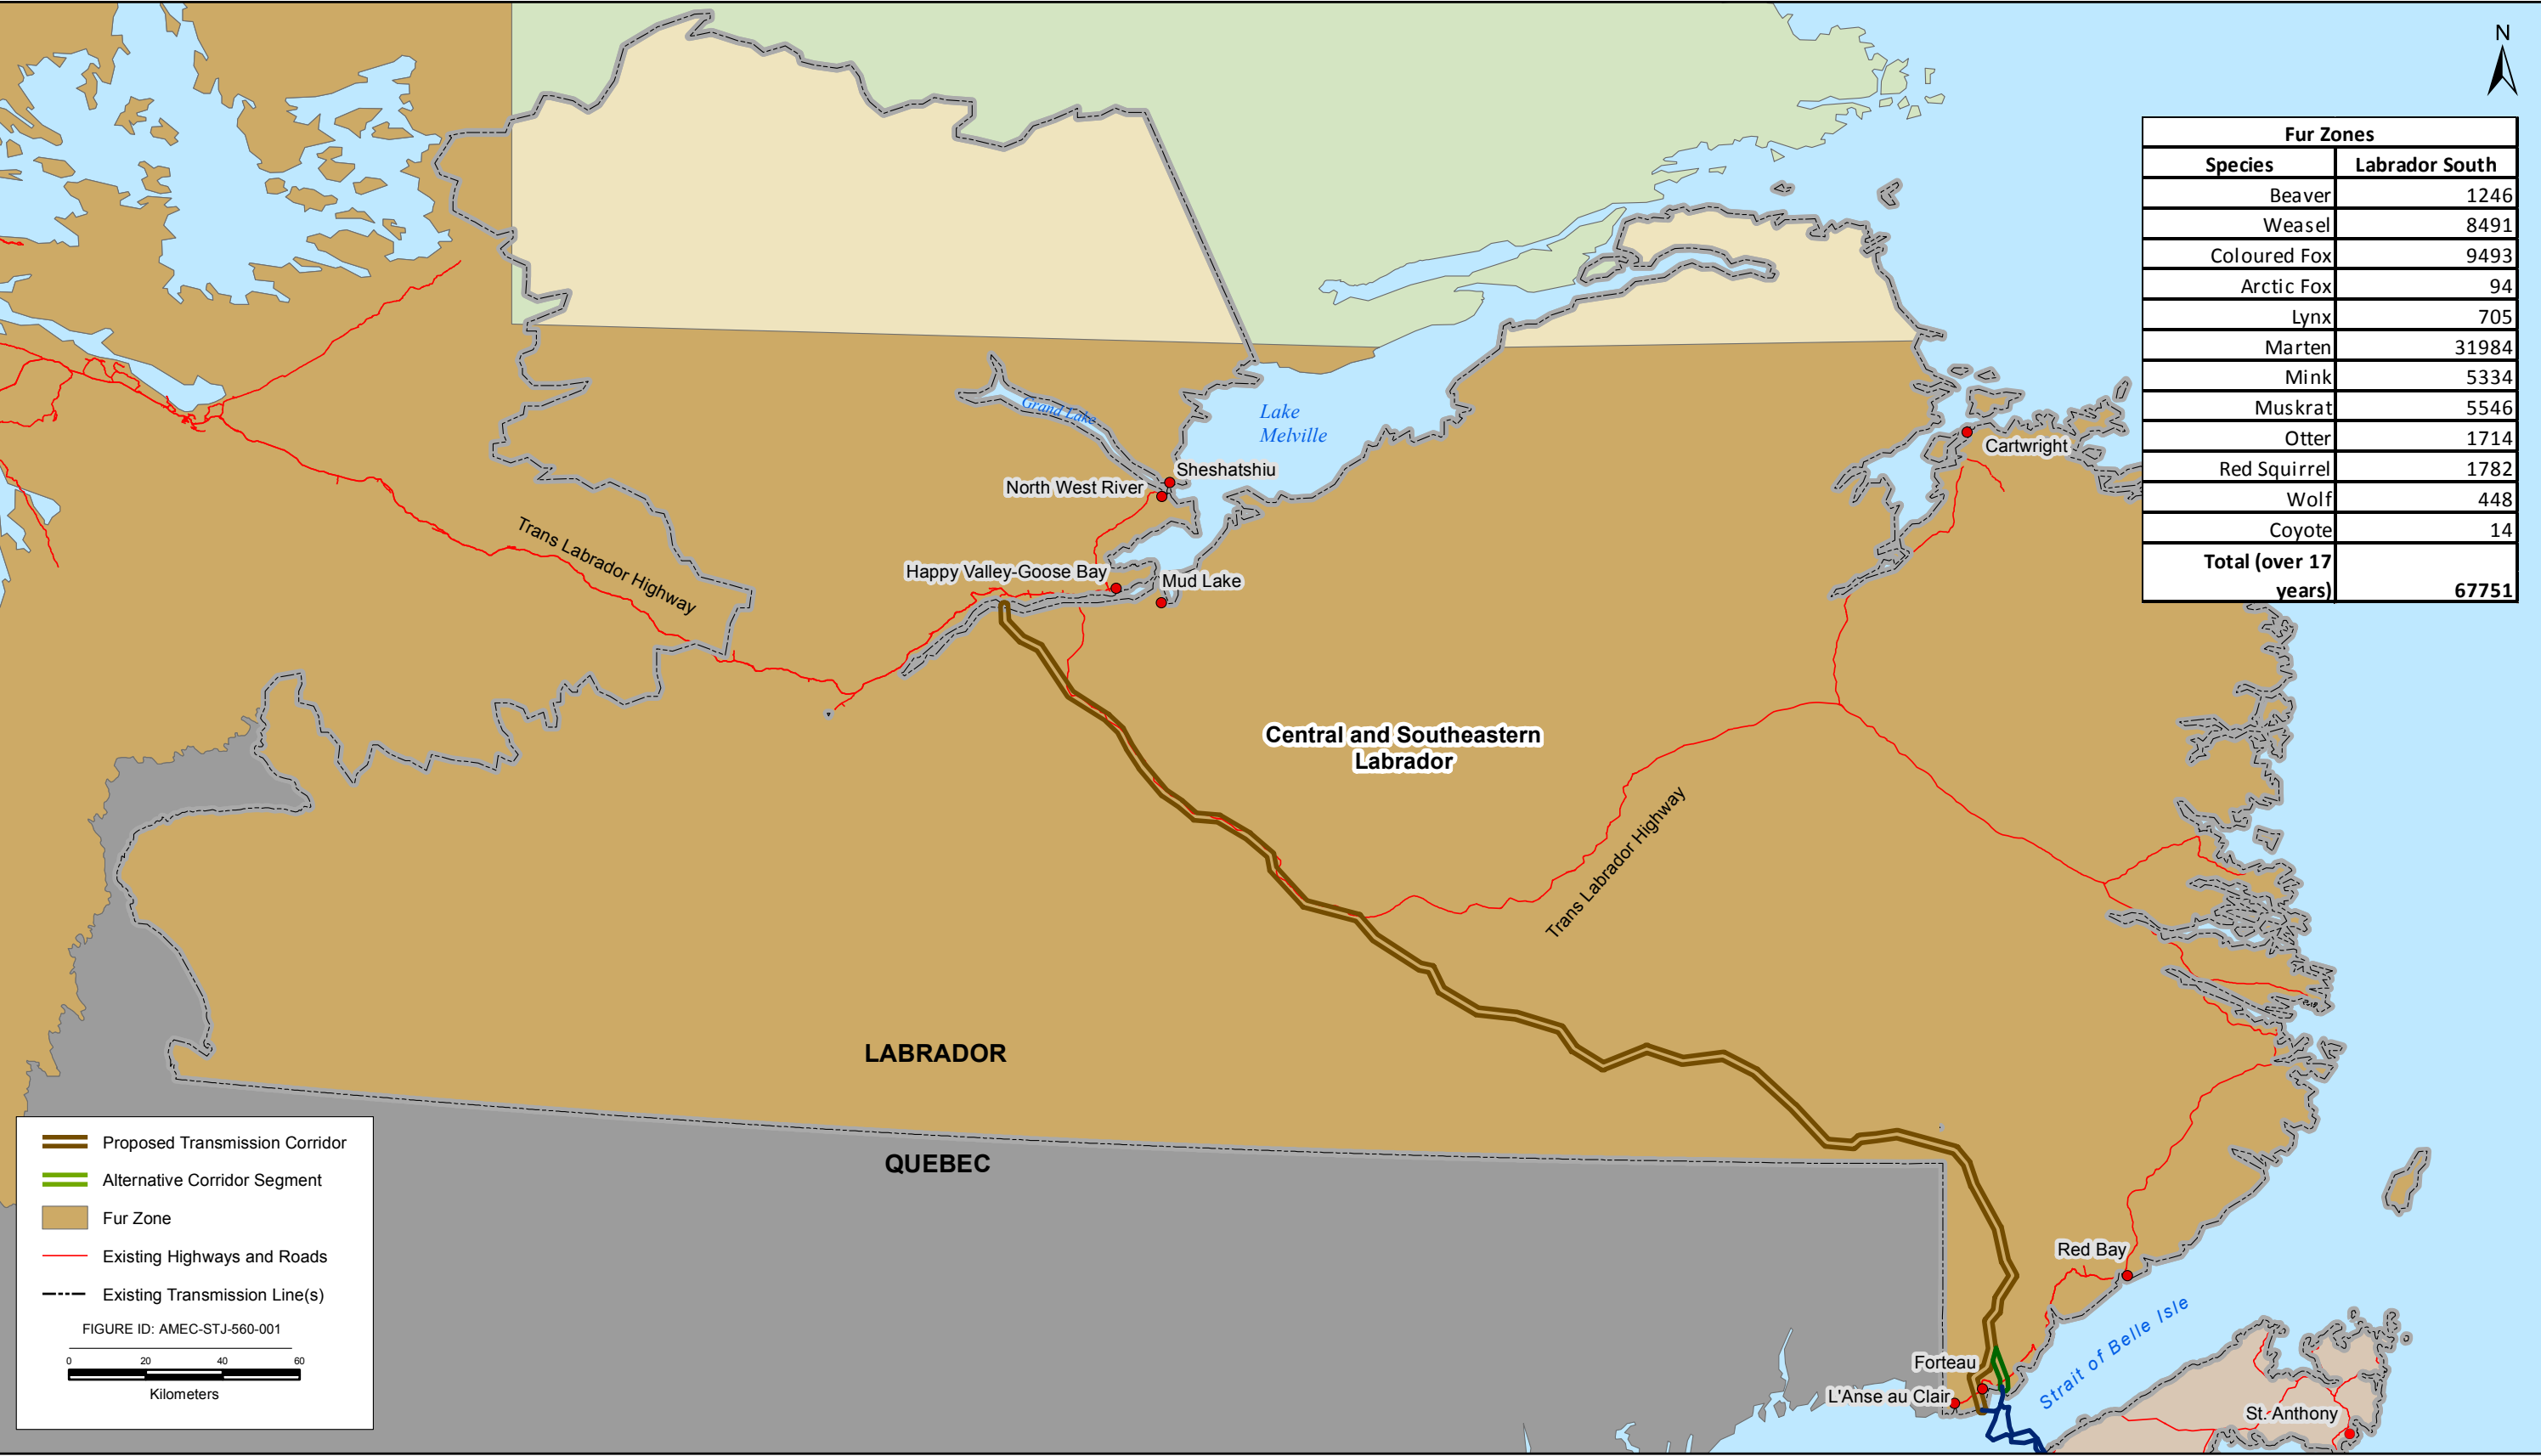 N
Fur Zones
Species Labrador South
Beaver 1246
Weasel 8491
Coloured Fox 9493
Arctic Fox 94
Lynx 705
Marten 31984
Mink 5334
Muskrat 5546
Otter 1714
Red Squirrel 1782
Wolf 448
Coyote 14
Total (over 17
years) 67751
Grand Lake
Lake
Melville
Cartwright
Sheshatshiu
North West River
Trans Labrador Highway
Happy Valley-Goose Bay
Mud Lake
Central and Southeastern
Labrador
Trans Labrador Highway
LABRADOR
QUEBEC
Red Bay
Strait of Belle Isle
Forteau
L'Anse au Clair
St. Anthony
Proposed Transmission Corridor
Alternative Corridor Segment
Fur Zone
Existing Highways and Roads
Existing Transmission Line(s)
FIGURE ID: AMEC-STJ-560-001
0 20 40 60
Kilometers